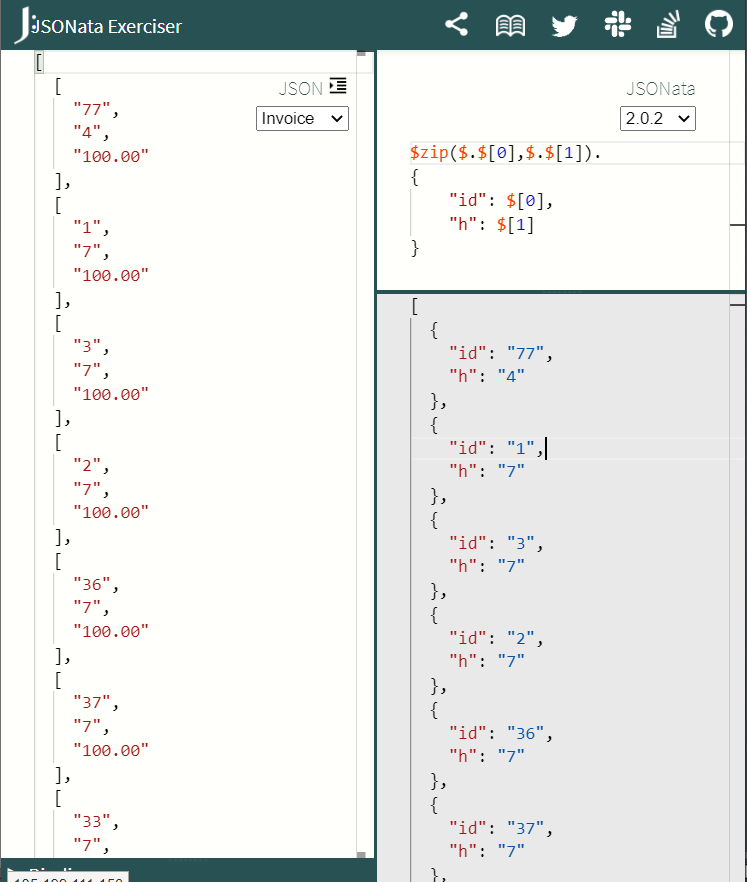 JSONata Exerciser
[
[
"77",
"4",
"100.00"
],
[
"1",
"7",
"100.00"
],
[
"3",
"7",
"100.00"
],
[
"2",
"7",
"100.00"
],
[
"36",
"7",
"100.00"
],
[
"37",
"7",
"100.00"
],
[
"33",
"7",
JSON
Invoice
JSONata
2.0.2
$zip($.$[0],$.$[1]).
{
"id": $[0],
"h": $[1]
}
[
{
"id": "77",
"h": "4"
},
{
"id": "1",
"h": "7"
},
{
"id": "3",
"h": "7"
},
{
"id": "2",
"h": "7"
},
{
"id": "36",
"h": "7"
},
{
"id": "37",
"h": "7"
},